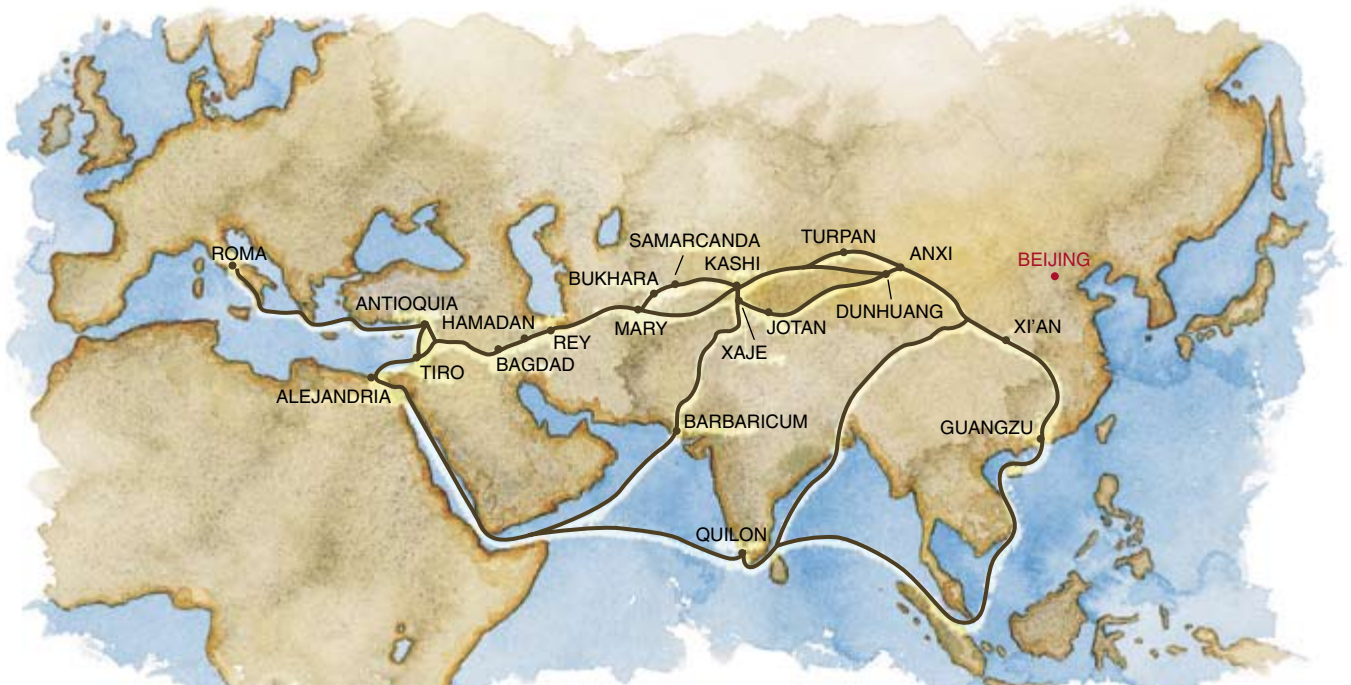 SAMARCANDA
TURPAN
ROMA
KASHI
ANXI
BEIJING
BUKHARA
ANTIOQUIA
HAMADAN
MARY
JOTAN
DUNHUANG
REY
XAJE
XI'AN
BAGDAD
TIRO
ALEJANDRIA
BARBARICUM
GUANGZU
QUILON